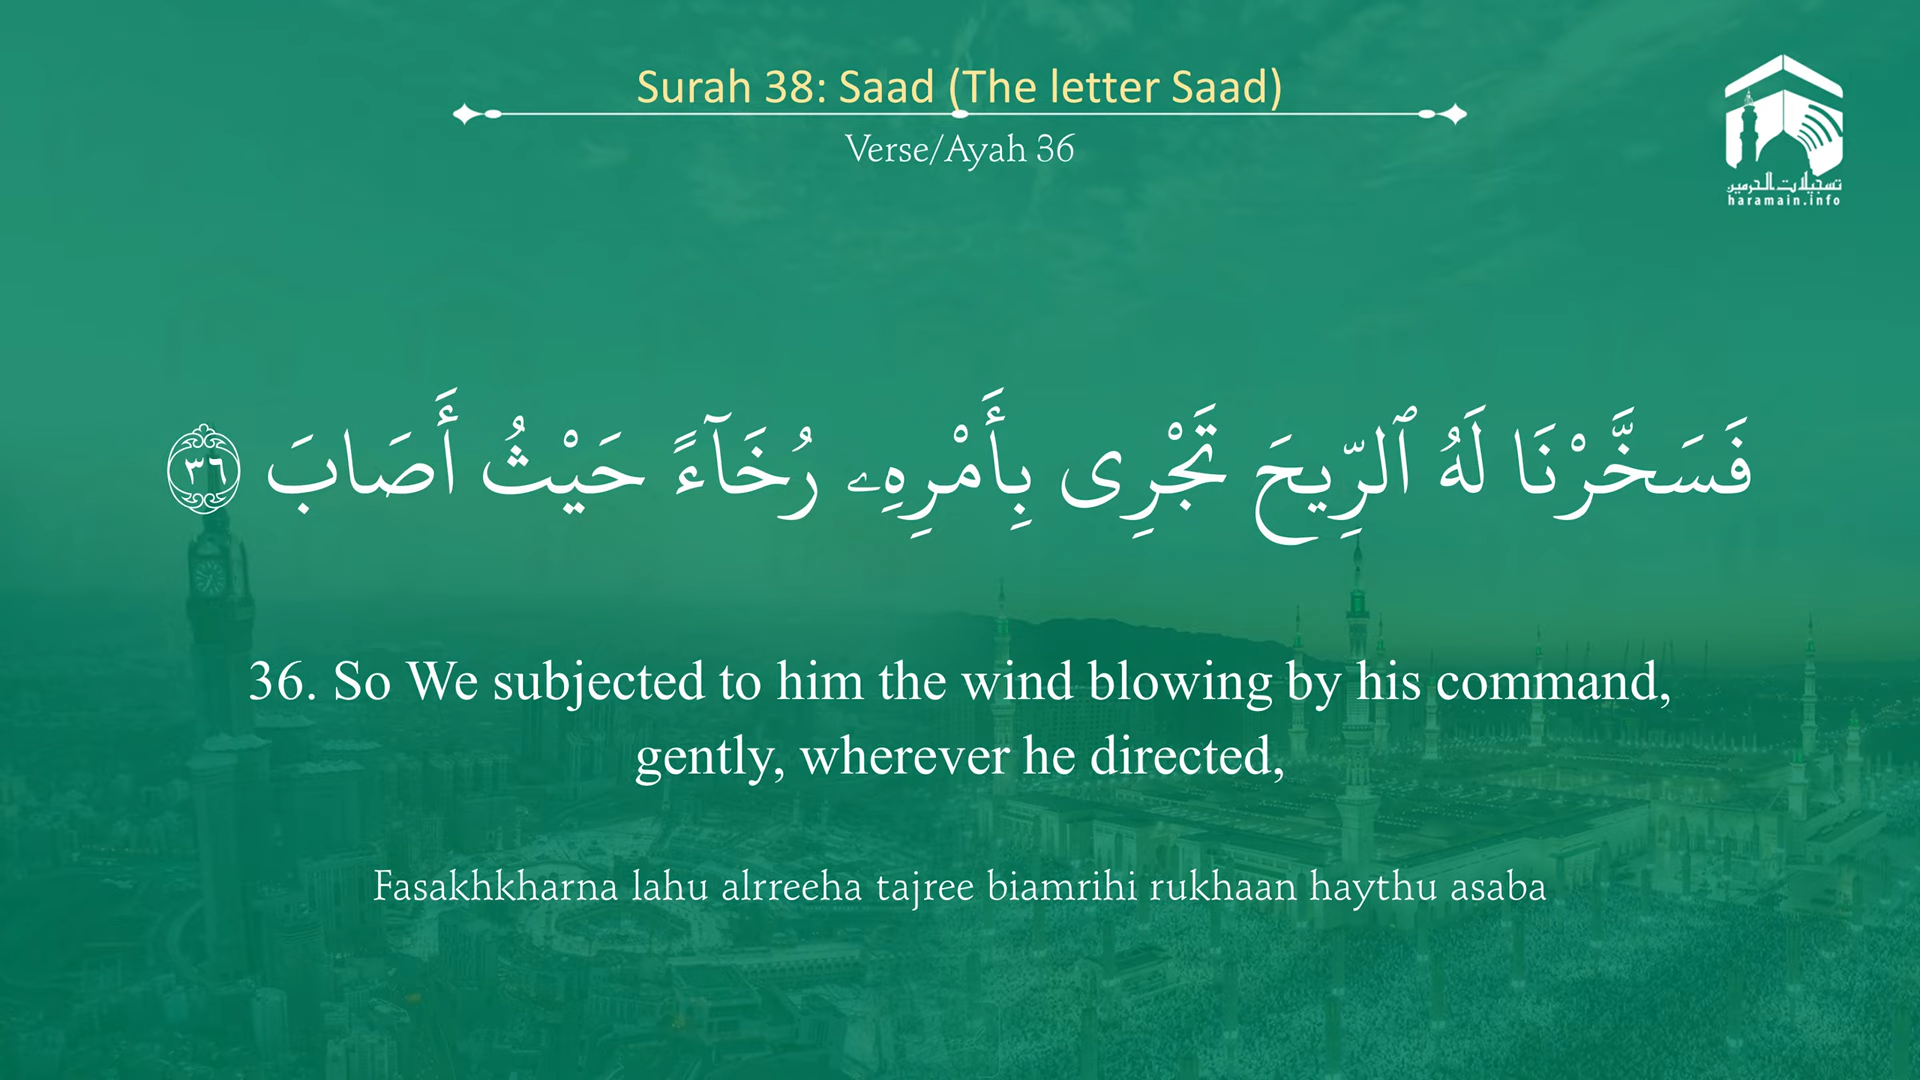 Surah 38: Saad (The letter Saad)
Verse/Ayah 36
تسجيلات الحرمين
haramain.info
فَسَخَّرْنَا لَهُ ٱلرِّيحَ تَجْرِى بِأَمْرِهِۦ رُخَآءً حَيْثُ أَصَابَ ٣٦
36. So We subjected to him the wind blowing by his command,
gently, wherever he directed,
Fasakhkharna lahu alrreeha tajree biamrihi rukhaan haythu asaba